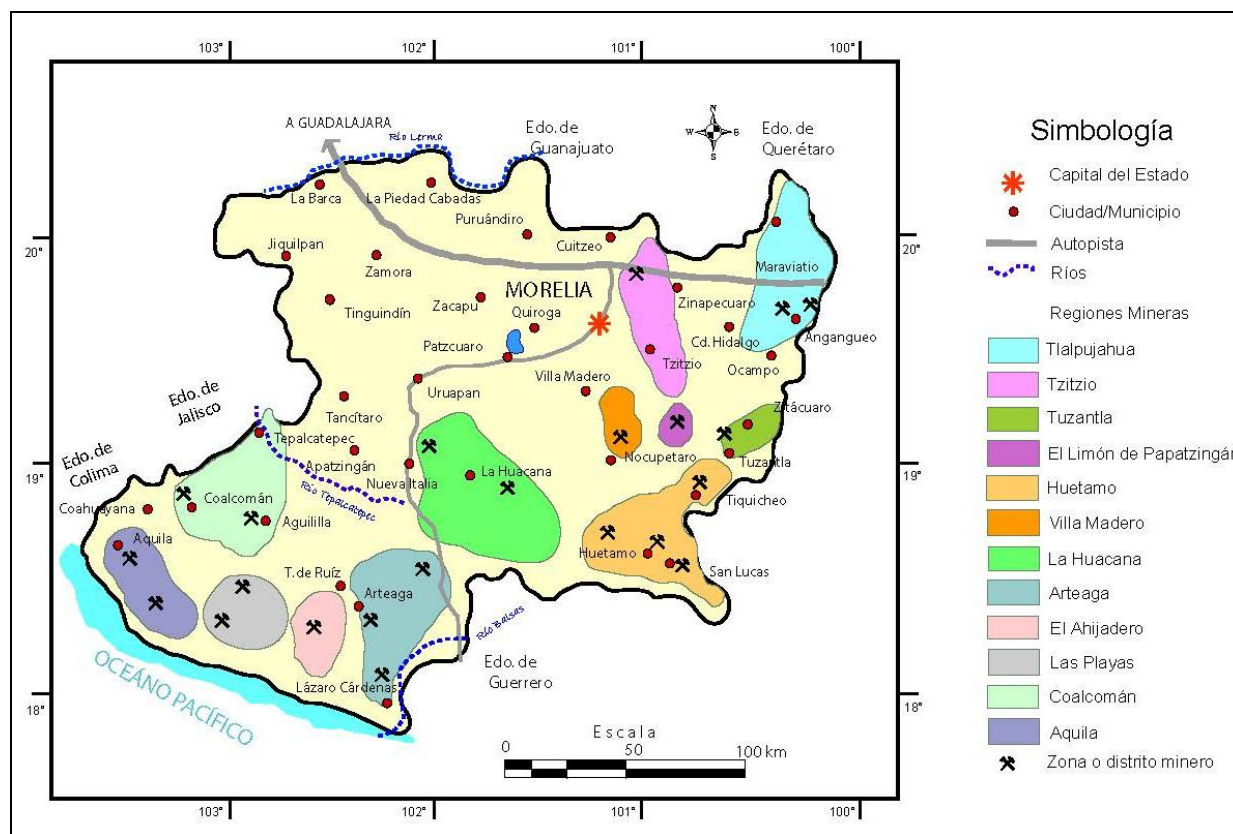 103°
102°
101°
100°
A GUADALAJARA
Río Lerma
Edo. de
Guanajuato
N
W
E
S
Edo. de
Querétaro
La Barca
La Piedad Cabadas
Puruándiro
Cuitzeo
20°
20°
Jiquilpan
Zamora
Maraviatio
MORELIA
Zinapecuaro
Tinguindín
Zacapu
Quiroga
Cd. Hidalgo
Angangueo
Patzcuaro
Tzitzio
Ocampo
Villa Madero
Uruapan
Edo. de
Jalisco
Tancítaro
Zitácuaro
Tepalcatepec
Edo. de
Colima
Apatzingán
Nocupetaro
Tuzantla
19°
19°
Nueva Italia
La Huacana
Río Tepalcatepec
Tiquicheo
Coalcomán
Coahuayana
Aguililla
Aquila
Huetamo
San Lucas
T. de Ruíz
Arteaga
Río Balsas
Edo. de
Guerrero
Lázaro Cárdenas
18°
18°
OCEÁNO PACÍFICO
Escala
0
50
100 km
103°
102°
101°
100°
Simbología
Capital del Estado
Ciudad/Municipio
Autopista
Ríos
Regiones Mineras
Tlalpujahua
Tzitzio
Tuzantla
El Limón de Papatzingán
Huetamo
Villa Madero
La Huacana
Arteaga
El Ahijadero
Las Playas
Coalcomán
Aquila
Zona o distrito minero